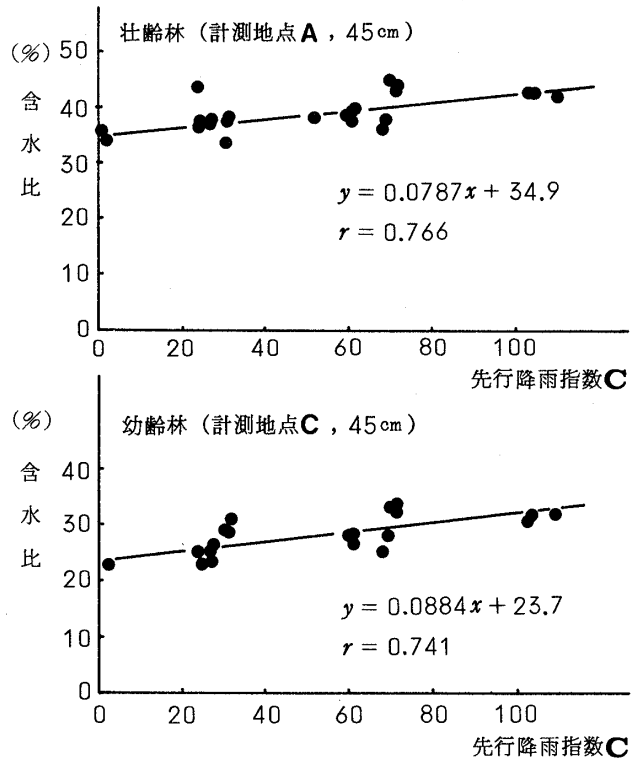 壮齢林（計測地点A，45cm）
(%)
含水比
50
40
30
20
10
0
y = 0.0787x + 34.9
r = 0.766
0 20 40 60 80 100
先行降雨指数C
幼齢林（計測地点C，45cm）
(%)
含水比
40
30
20
10
0
y = 0.0884x + 23.7
r = 0.741
0 20 40 60 80 100
先行降雨指数C